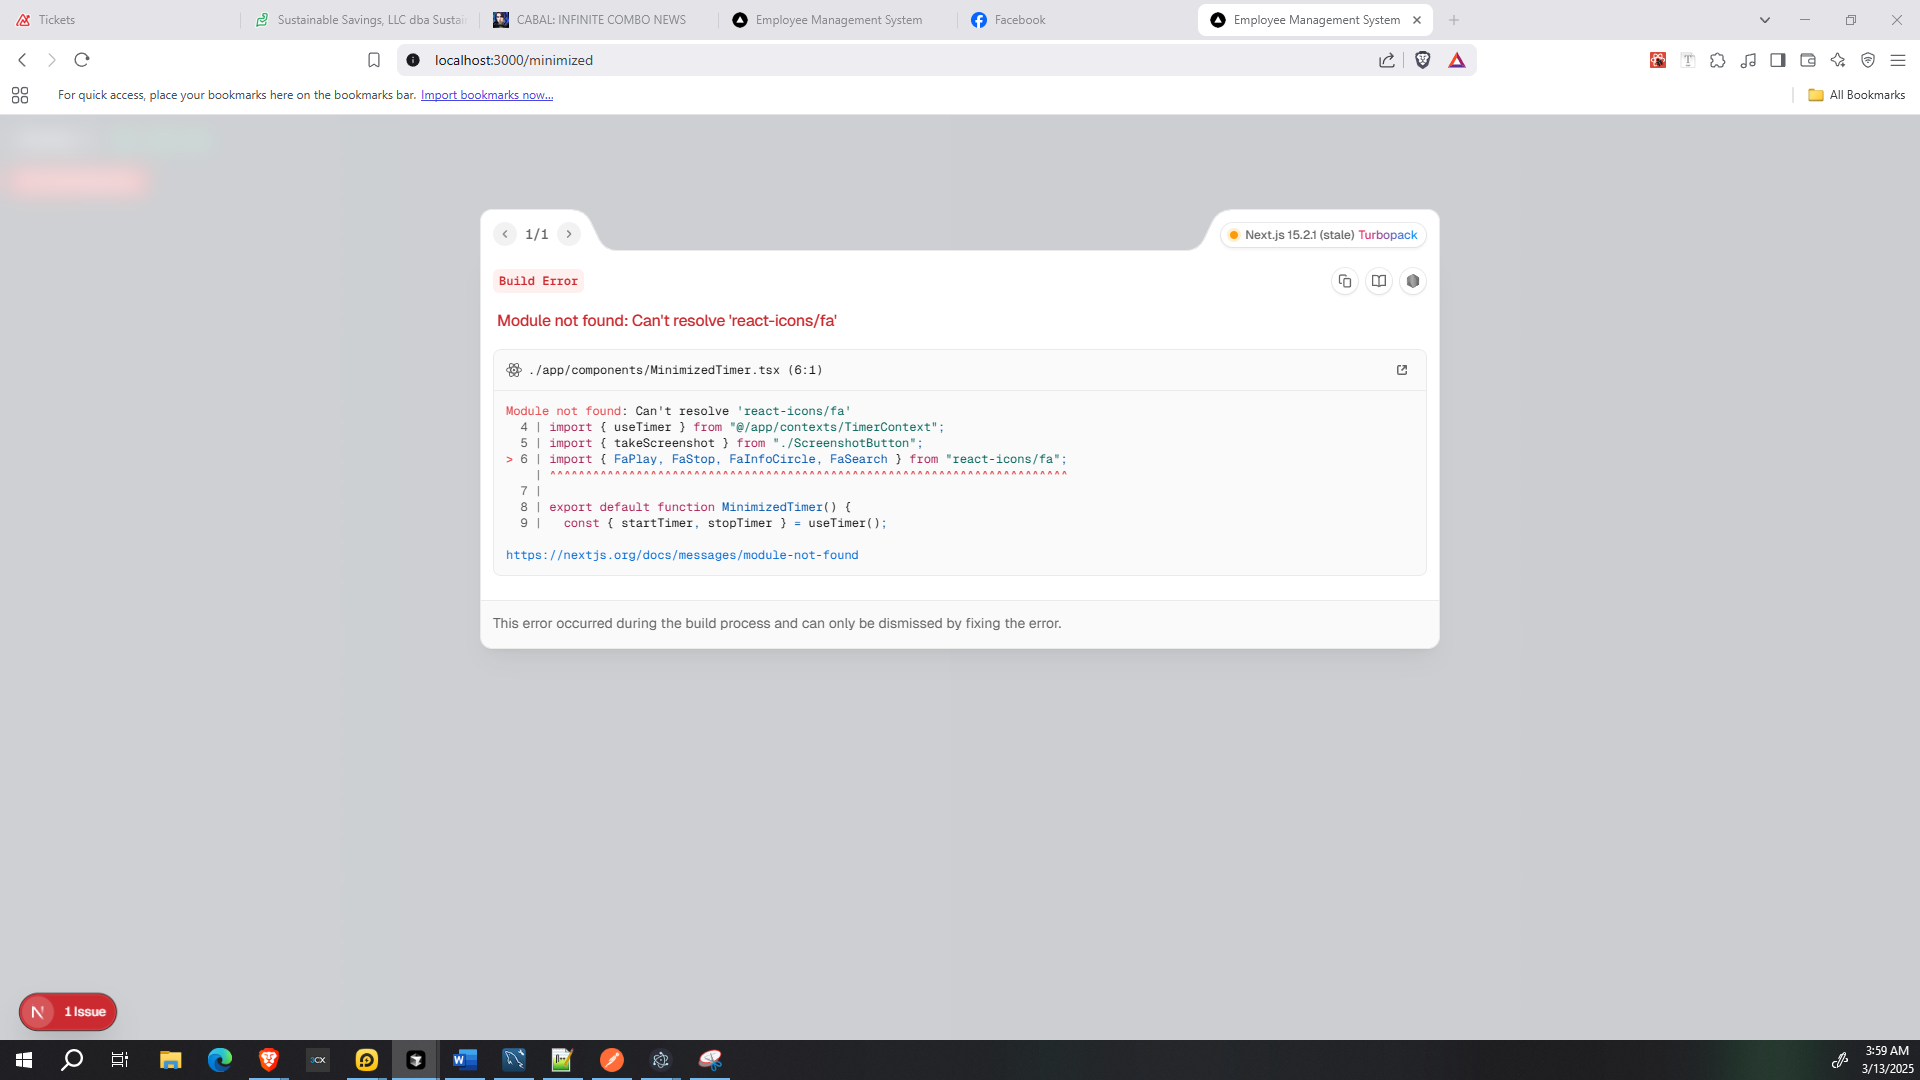 Tickets
Sustainable Savings, LLC dba Sustai
CABAL: INFINITE COMBO NEWS
Employee Management System
Facebook
Employee Management System
localhost:3000/minimized
For quick access, place your bookmarks here on the bookmarks bar. Import bookmarks now...
All Bookmarks
1/1
Next.js 15.2.1 (stale) Turbopack
Build Error
Module not found: Can't resolve 'react-icons/fa'
./app/components/MinimizedTimer.tsx (6:1)
Module not found: Can't resolve 'react-icons/fa'
4 | import { useTimer } from "@/app/contexts/TimerContext";
5 | import { takeScreenshot } from "./ScreenshotButton";
> 6 | import { FaPlay, FaStop, FaInfoCircle, FaSearch } from "react-icons/fa";
| ^^^^^^^^^^^^^^^^^^^^^^^^^^^^^^^^^^^^^^^^^^^^^^^^^^^^^^^^^^^^^^^^^^^^^^^^
7 |
8 | export default function MinimizedTimer() {
9 |   const { startTimer, stopTimer } = useTimer();
https://nextjs.org/docs/messages/module-not-found
This error occurred during the build process and can only be dismissed by fixing the error.
N 1 Issue
3CX
3:59 AM
3/13/2025